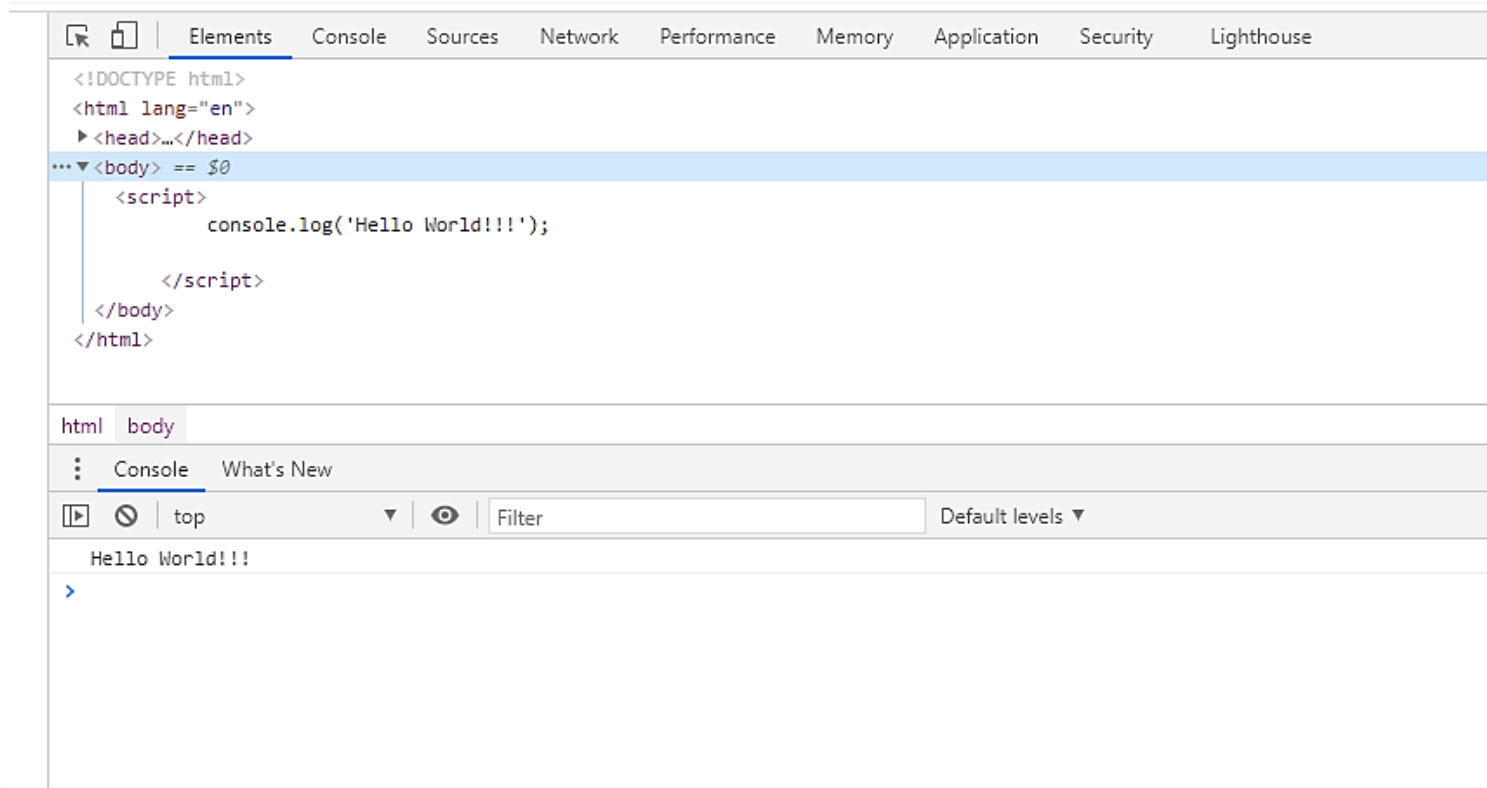 Elements Console Sources Network Performance Memory Application Security Lighthouse
<!DOCTYPE html>
<html lang="en">
<head>…</head>
<body> == $0
<script>
console.log('Hello World!!!');
</script>
</body>
</html>
html body
Console What's New
top Filter Default levels
Hello World!!!